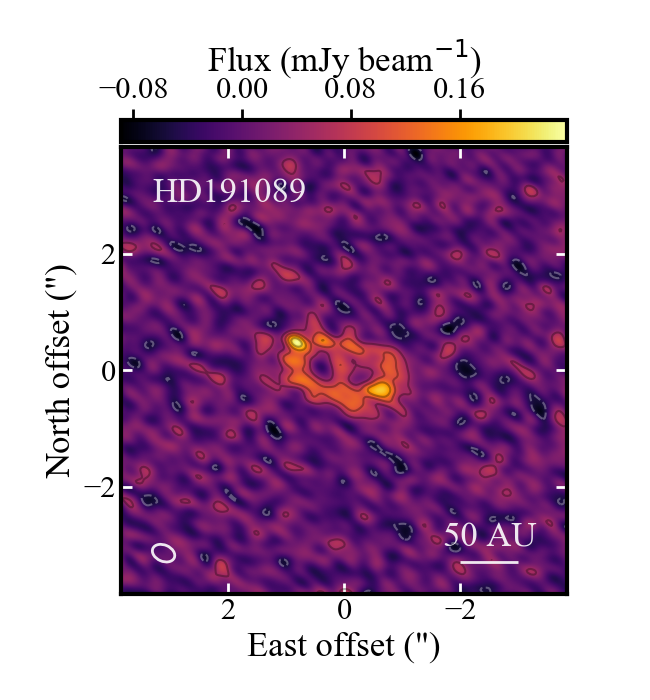 Flux (mJy beam⁻¹)
−0.08 0.00 0.08 0.16
HD191089
2
0
−2
North offset (")
50 AU
2 0 −2
East offset (")